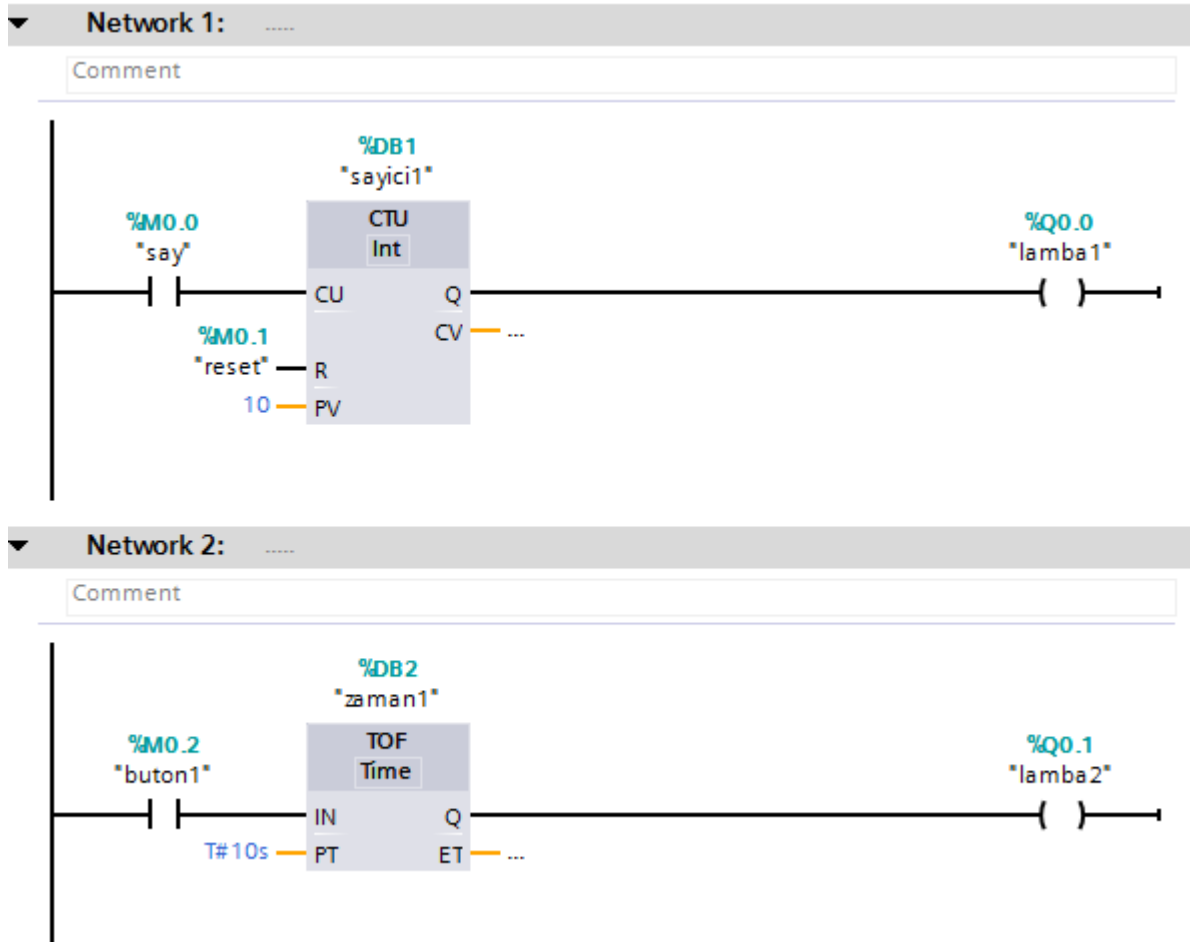 Network 1: .....
Comment
%DB1
"sayici1"
%M0.0
"say"
CTU
Int
%Q0.0
"lamba1"
CU
Q
%M0.1
"reset"
CV
...
R
10
PV
Network 2: .....
Comment
%DB2
"zaman1"
%M0.2
"buton1"
TOF
Time
%Q0.1
"lamba2"
IN
Q
T#10s
PT
ET
...